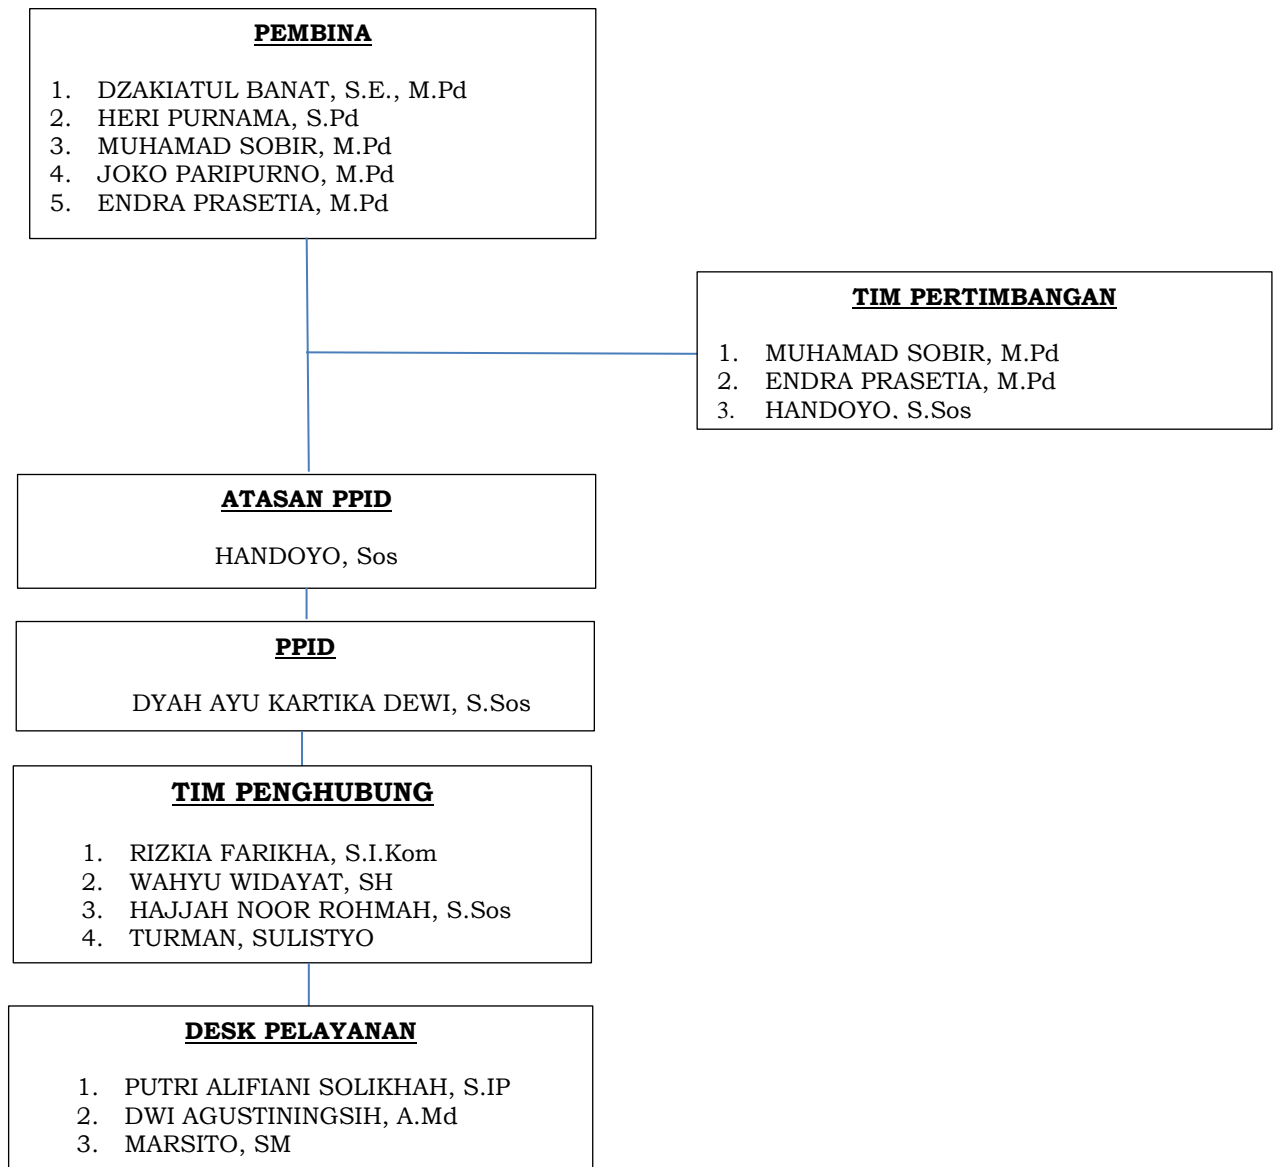 PEMBINA
1. DZAKIATUL BANAT, S.E., M.Pd
2. HERI PURNAMA, S.Pd
3. MUHAMAD SOBIR, M.Pd
4. JOKO PARIPURNO, M.Pd
5. ENDRA PRASETIA, M.Pd
TIM PERTIMBANGAN
1. MUHAMAD SOBIR, M.Pd
2. ENDRA PRASETIA, M.Pd
3. HANDOYO, S.Sos
ATASAN PPID
HANDOYO, Sos
PPID
DYAH AYU KARTIKA DEWI, S.Sos
TIM PENGHUBUNG
1. RIZKIA FARIKHA, S.I.Kom
2. WAHYU WIDAYAT, SH
3. HAJJAH NOOR ROHMAH, S.Sos
4. TURMAN, SULISTYO
DESK PELAYANAN
1. PUTRI ALIFIANI SOLIKHAH, S.IP
2. DWI AGUSTININGSIH, A.Md
3. MARSITO, SM